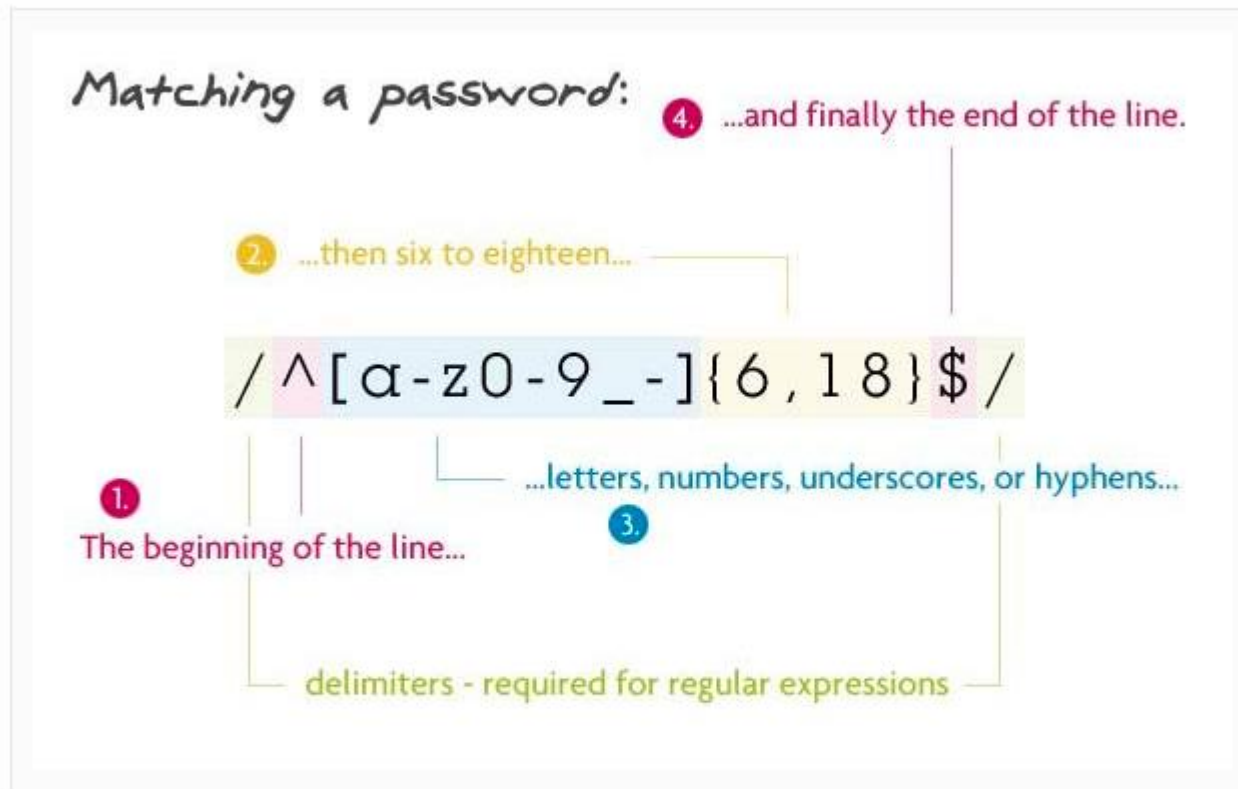 Matching a password:
4. ...and finally the end of the line.
2. ...then six to eighteen...
/^[a-z0-9_-]{6,18}$/
...letters, numbers, underscores, or hyphens...
1.
3.
The beginning of the line...
delimiters - required for regular expressions